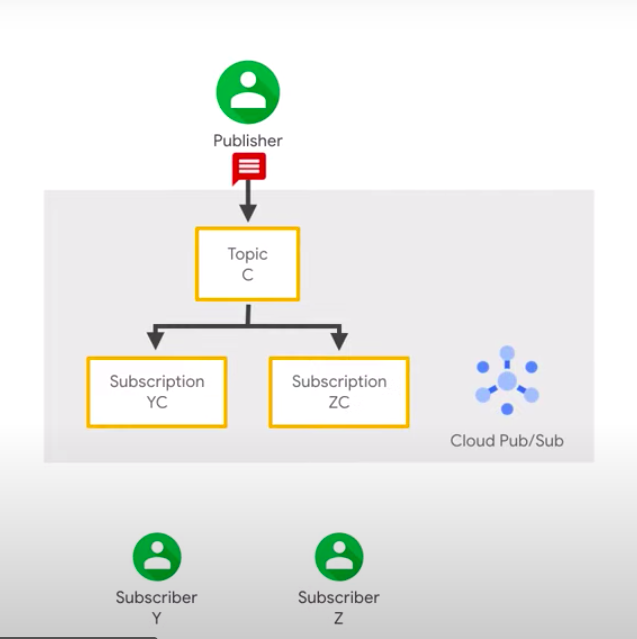 Publisher
Topic
C
Subscription
YC
Subscription
ZC
Cloud Pub/Sub
Subscriber
Y
Subscriber
Z